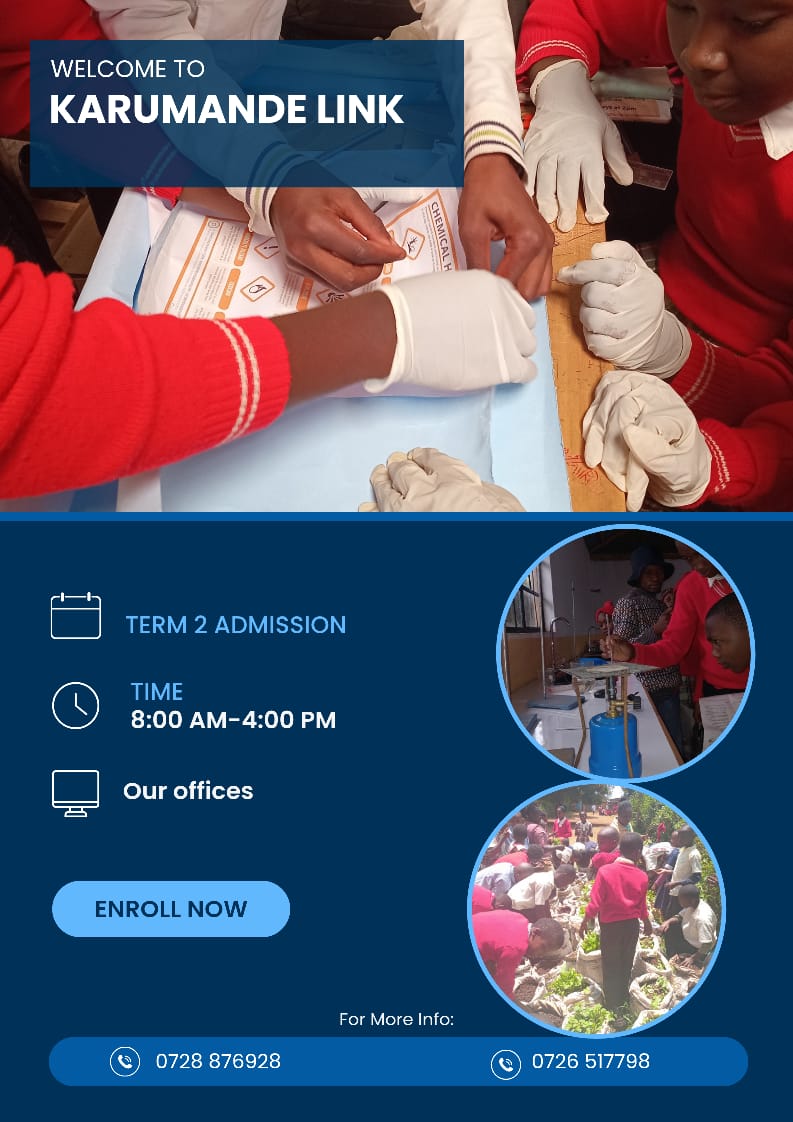 WELCOME TO
KARUMANDE LINK
CHEMICAL H
TERM 2 ADMISSION
TIME
8:00 AM-4:00 PM
Our offices
ENROLL NOW
For More Info:
0728 876928
0726 517798